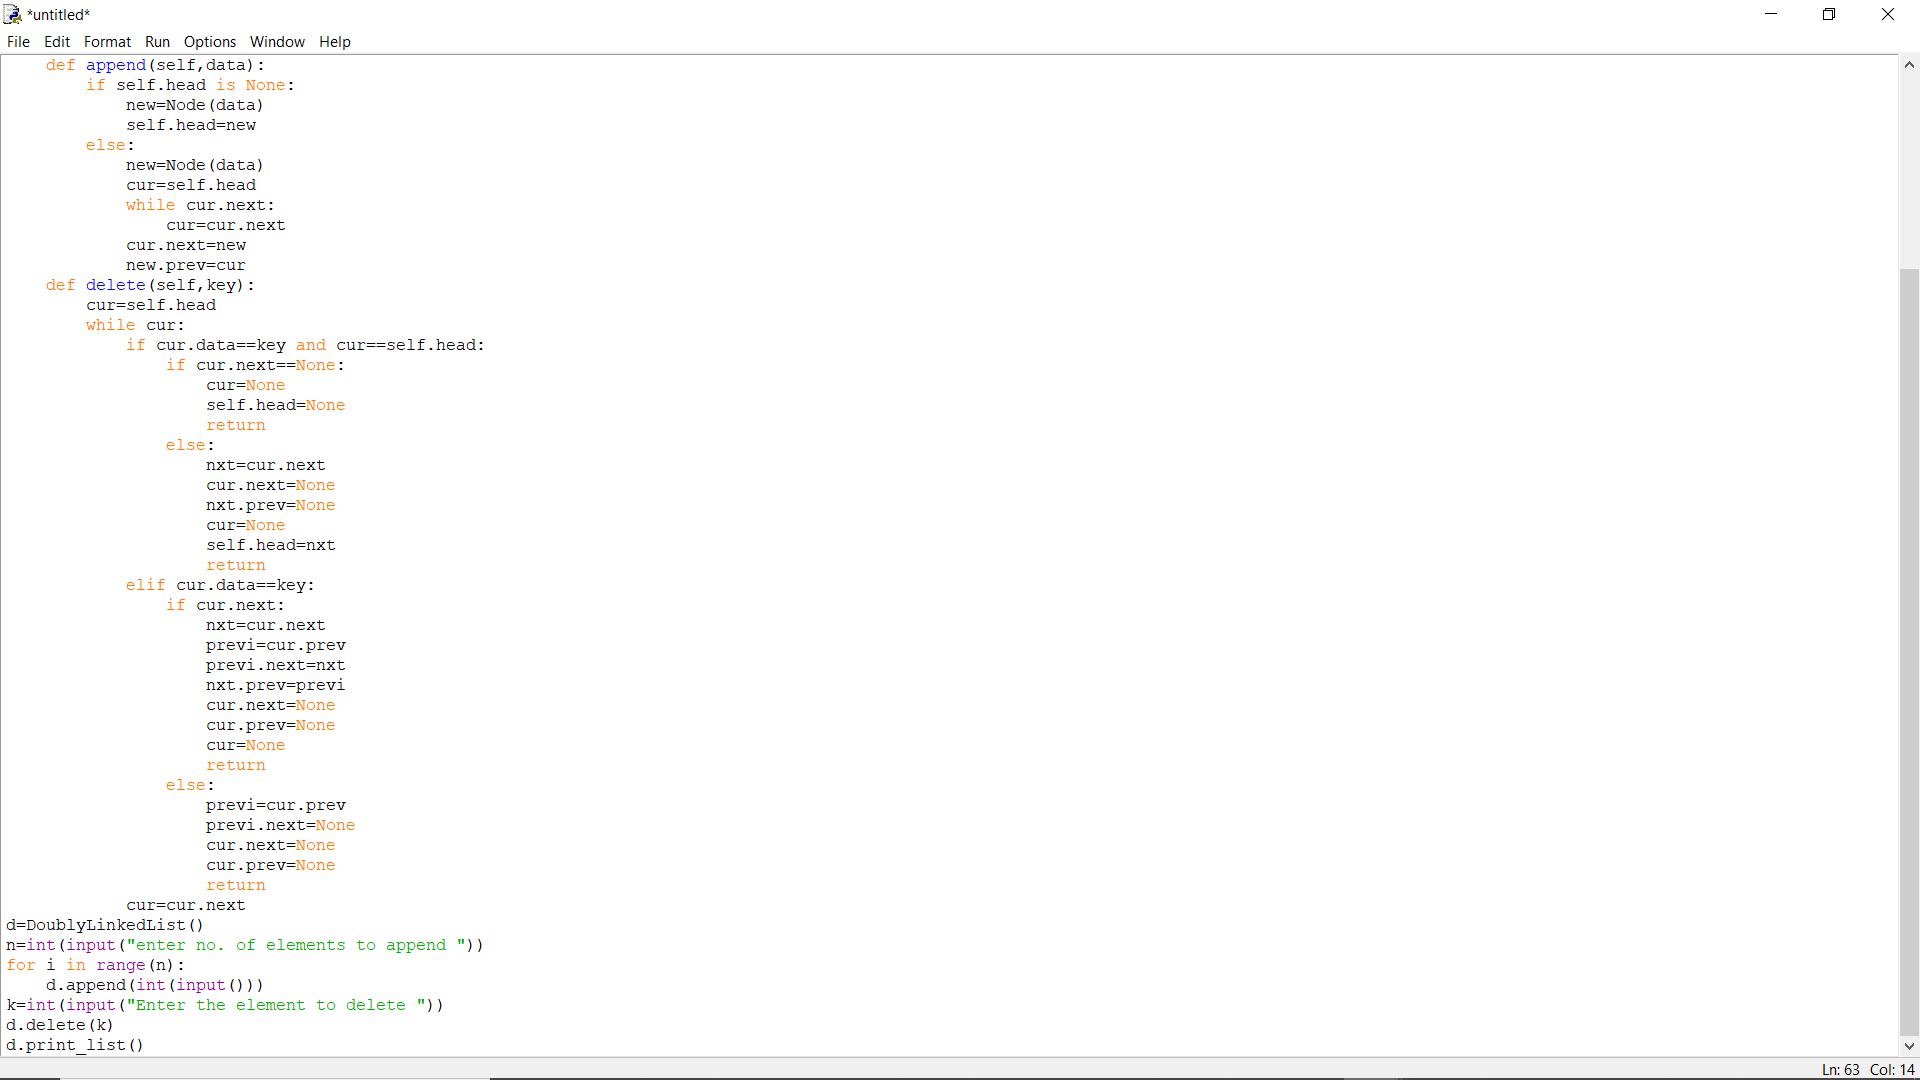 *untitled*
File Edit Format Run Options Window Help
    def append(self,data):
        if self.head is None:
            new=Node(data)
            self.head=new
        else:
            new=Node(data)
            cur=self.head
            while cur.next:
                cur=cur.next
            cur.next=new
            new.prev=cur
    def delete(self,key):
        cur=self.head
        while cur:
            if cur.data==key and cur==self.head:
                if cur.next==None:
                    cur=None
                    self.head=None
                    return
                else:
                    nxt=cur.next
                    cur.next=None
                    nxt.prev=None
                    cur=None
                    self.head=nxt
                    return
            elif cur.data==key:
                if cur.next:
                    nxt=cur.next
                    previ=cur.prev
                    previ.next=nxt
                    nxt.prev=previ
                    cur.next=None
                    cur.prev=None
                    cur=None
                    return
                else:
                    previ=cur.prev
                    previ.next=None
                    cur.next=None
                    cur.prev=None
                    return
            cur=cur.next
d=DoublyLinkedList()
n=int(input("enter no. of elements to append "))
for i in range(n):
    d.append(int(input()))
k=int(input("Enter the element to delete "))
d.delete(k)
d.print_list()
Ln: 63 Col: 14